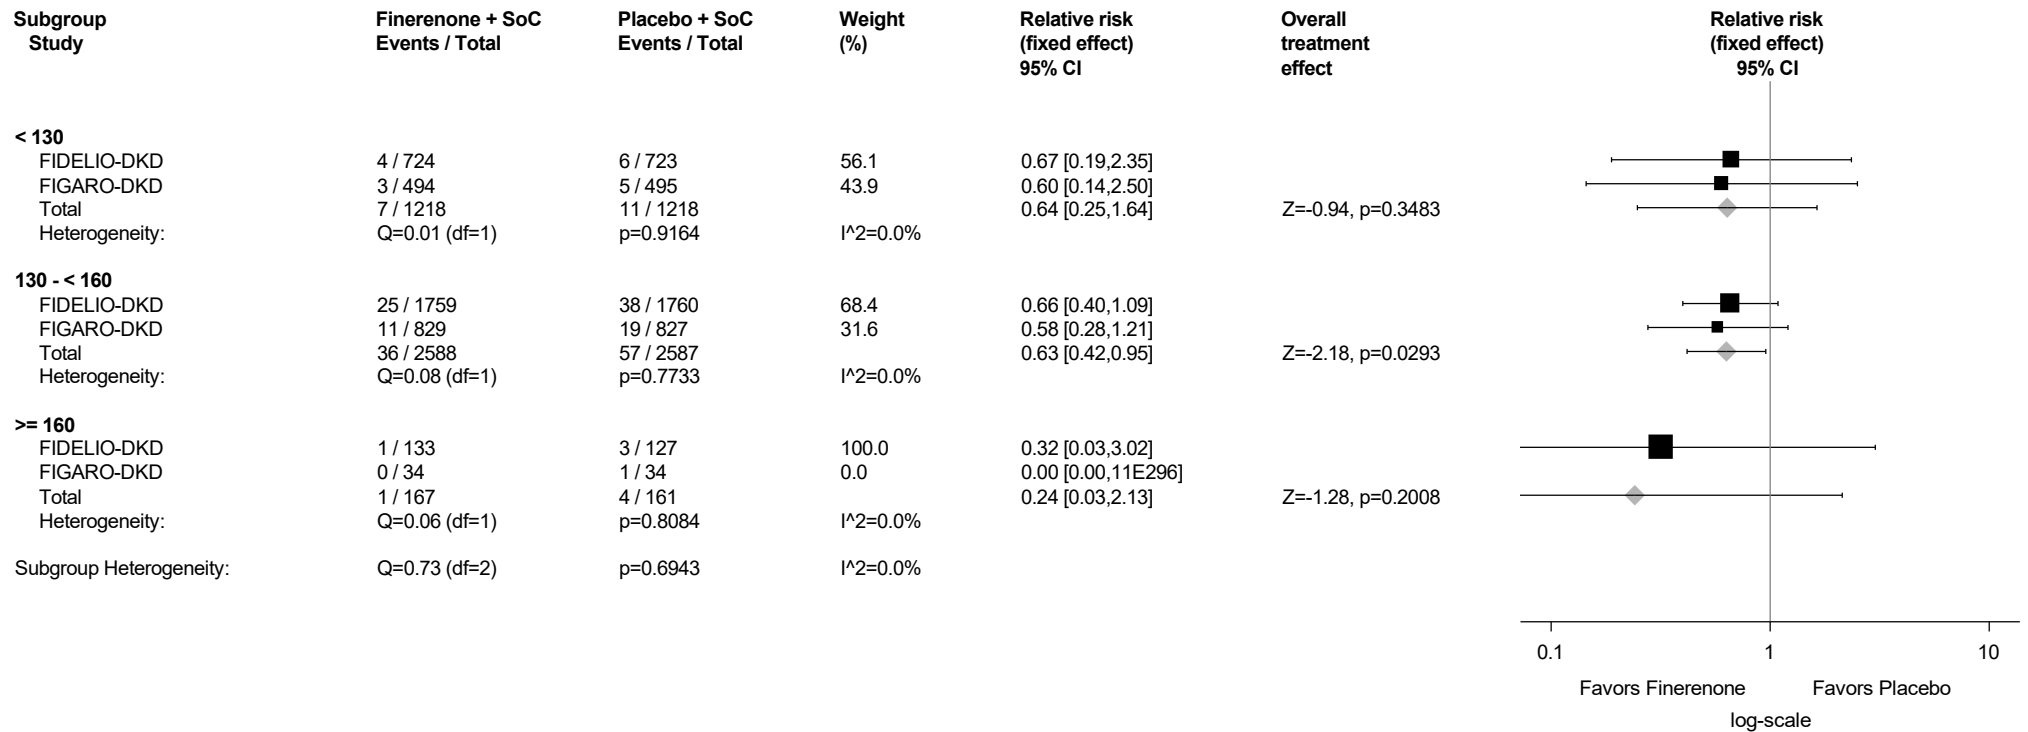 Subgroup Finerenone + SoC Placebo + SoC Weight Relative risk Overall Relative risk
Study Events / Total Events / Total (%) (fixed effect) treatment (fixed effect)
95% CI effect 95% CI
< 130
FIDELIO-DKD 4 / 724 6 / 723 56.1 0.67 [0.19,2.35]
FIGARO-DKD 3 / 494 5 / 495 43.9 0.60 [0.14,2.50]
Total 7 / 1218 11 / 1218 0.64 [0.25,1.64] Z=-0.94, p=0.3483
Heterogeneity: Q=0.01 (df=1) p=0.9164 I^2=0.0%
130 - < 160
FIDELIO-DKD 25 / 1759 38 / 1760 68.4 0.66 [0.40,1.09]
FIGARO-DKD 11 / 829 19 / 827 31.6 0.58 [0.28,1.21]
Total 36 / 2588 57 / 2587 0.63 [0.42,0.95] Z=-2.18, p=0.0293
Heterogeneity: Q=0.08 (df=1) p=0.7733 I^2=0.0%
>= 160
FIDELIO-DKD 1 / 133 3 / 127 100.0 0.32 [0.03,3.02]
FIGARO-DKD 0 / 34 1 / 34 0.0 0.00 [0.00,11E296]
Total 1 / 167 4 / 161 0.24 [0.03,2.13] Z=-1.28, p=0.2008
Heterogeneity: Q=0.06 (df=1) p=0.8084 I^2=0.0%
Subgroup Heterogeneity: Q=0.73 (df=2) p=0.6943 I^2=0.0%
0.1 1 10
Favors Finerenone Favors Placebo
log-scale